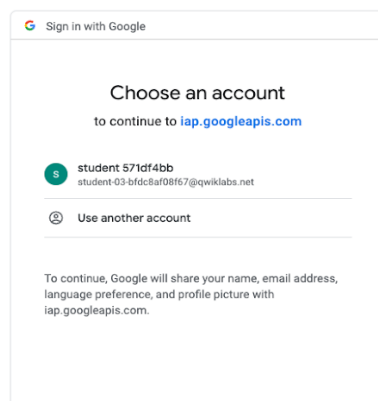 Sign in with Google
Choose an account
to continue to iap.googleapis.com
S
student 571df4bb
student-03-bfdc8af08f67@qwiklabs.net
Use another account
To continue, Google will share your name, email address,
language preference, and profile picture with
iap.googleapis.com.